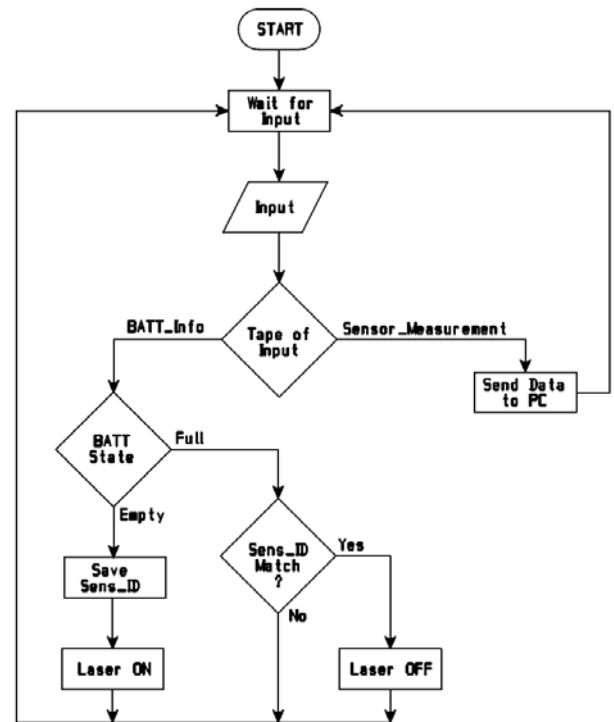 START
Wait for
Input
Input
Tape of
Input
BATT_Info
Sensor_Measurement
Send Data
to PC
BATT
State
Full
Empty
Sens_ID
Match
?
Yes
No
Save
Sens_ID
Laser ON
Laser OFF